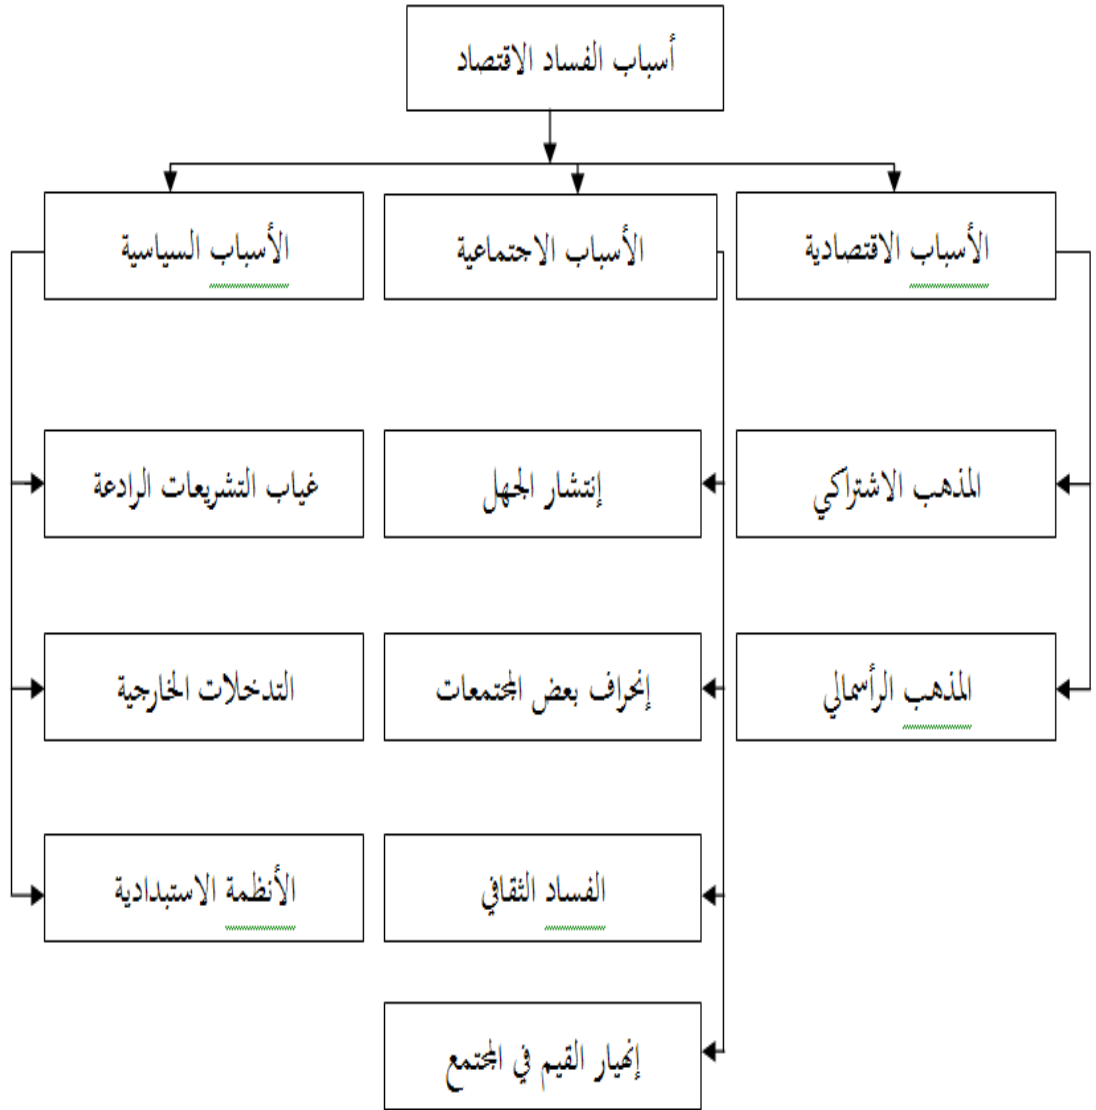 أسباب الفساد الاقتصاد
الأسباب الاقتصادية
الأسباب الاجتماعية
الأسباب السياسية
المذهب الاشتراكي
إنتشار الجهل
غياب التشريعات الرادعة
المذهب الرأسمالي
إنحراف بعض المجتمعات
التدخلات الخارجية
الفساد الثقافي
الأنظمة الاستبدادية
إنهيار القيم في المجتمع